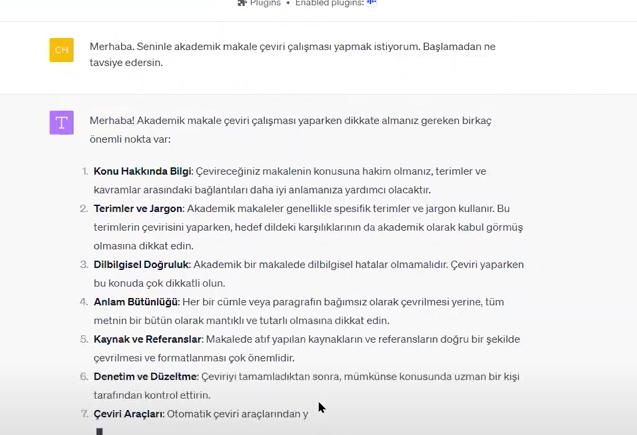 Plugins • Enabled plugins:
CH
Merhaba. Seninle akademik makale çeviri çalışması yapmak istiyorum. Başlamadan ne
tavsiye edersin.
T
Merhaba! Akademik makale çeviri çalışması yaparken dikkate almanız gereken birkaç
önemli nokta var:
1. Konu Hakkında Bilgi: Çevireceğiniz makalenin konusuna hakim olmanız, terimler ve
kavramlar arasındaki bağlantıları daha iyi anlamanıza yardımcı olacaktır.
2. Terimler ve Jargon: Akademik makaleler genellikle spesifik terimler ve jargon kullanır. Bu
terimlerin çevirisini yaparken, hedef dildeki karşılıklarının da akademik olarak kabul görmüş
olmasına dikkat edin.
3. Dilbilgisel Doğruluk: Akademik bir makalede dilbilgisel hatalar olmamalıdır. Çeviri yaparken
bu konuda çok dikkatli olun.
4. Anlam Bütünlüğü: Her bir cümle veya paragrafın bağımsız olarak çevrilmesi yerine, tüm
metnin bir bütün olarak mantıklı ve tutarlı olmasına dikkat edin.
5. Kaynak ve Referanslar: Makalede atıf yapılan kaynakların ve referansların doğru bir şekilde
çevrilmesi ve formatlanması çok önemlidir.
6. Denetim ve Düzeltme: Çeviriyi tamamladıktan sonra, mümkünse konusunda uzman bir kişi
tarafından kontrol ettirin.
7. Çeviri Araçları: Otomatik çeviri araçlarından y